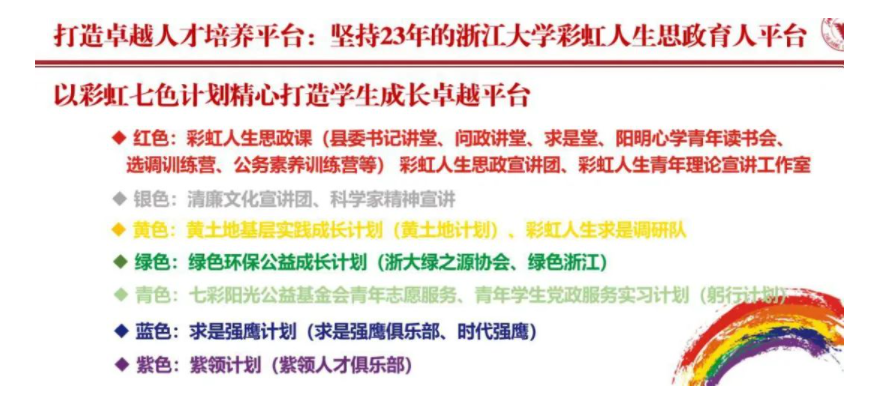 打造卓越人才培养平台：坚持23年的浙江大学彩虹人生思政育人平台
以彩虹七色计划精心打造学生成长卓越平台
◆ 红色：彩虹人生思政课（县委书记讲堂、问政讲堂、求是堂、阳明心学青年读书会、
选调训练营、公务素养训练营等） 彩虹人生思政宣讲团、彩虹人生青年理论宣讲工作室
◆ 银色：清廉文化宣讲团、科学家精神宣讲
◆ 黄色：黄土地基层实践成长计划（黄土地计划）、彩虹人生求是调研队
◆ 绿色：绿色环保公益成长计划（浙大绿之源协会、绿色浙江）
◆ 青色：七彩阳光公益基金会青年志愿服务、青年学生党政服务实习计划（躬行计划）
◆ 蓝色：求是强鹰计划（求是强鹰俱乐部、时代强鹰）
◆ 紫色：紫领计划（紫领人才俱乐部）